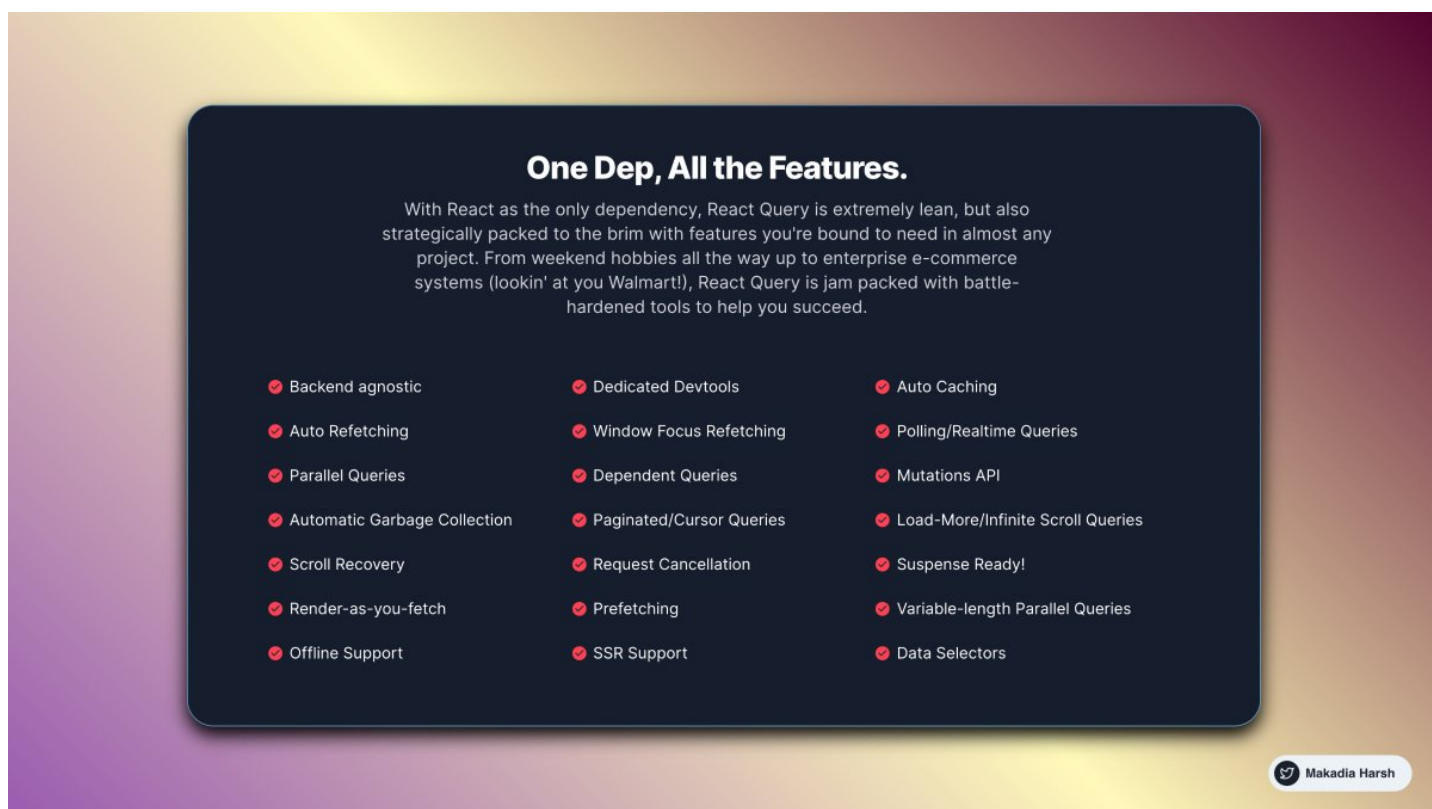 One Dep, All the Features.
With React as the only dependency, React Query is extremely lean, but also
strategically packed to the brim with features you're bound to need in almost any
project. From weekend hobbies all the way up to enterprise e-commerce
systems (lookin' at you Walmart!), React Query is jam packed with battle-
hardened tools to help you succeed.
Backend agnostic
Dedicated Devtools
Auto Caching
Auto Refetching
Window Focus Refetching
Polling/Realtime Queries
Parallel Queries
Dependent Queries
Mutations API
Automatic Garbage Collection
Paginated/Cursor Queries
Load-More/Infinite Scroll Queries
Scroll Recovery
Request Cancellation
Suspense Ready!
Render-as-you-fetch
Prefetching
Variable-length Parallel Queries
Offline Support
SSR Support
Data Selectors
Makadia Harsh